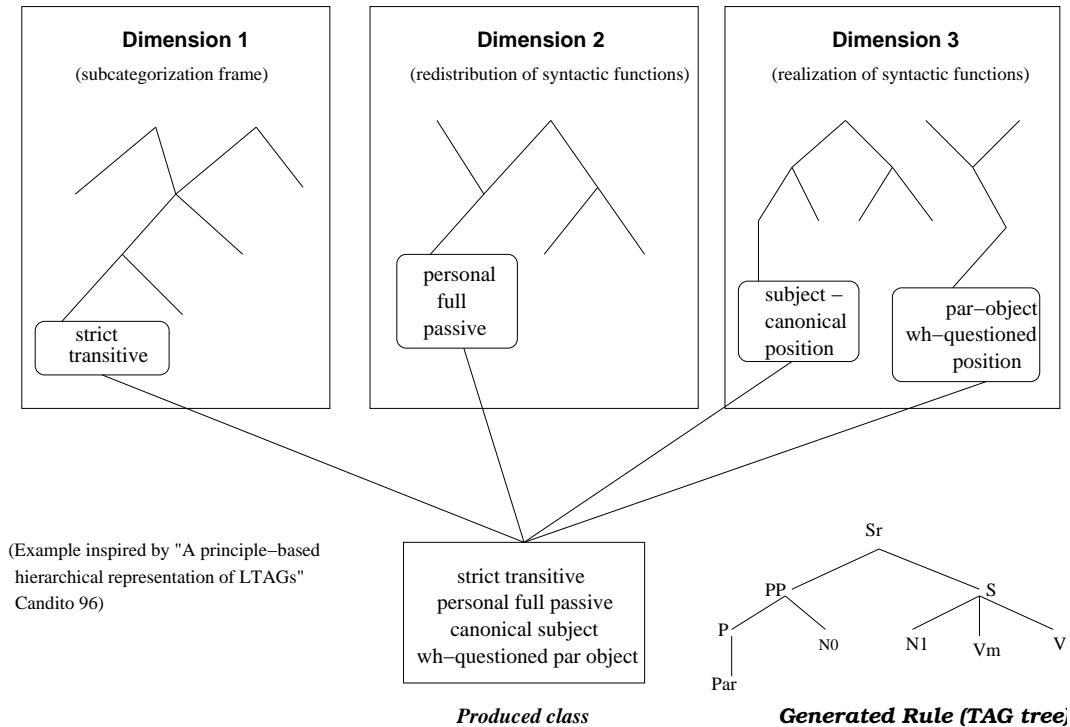 Dimension 1
(subcategorization frame)
strict
transitive
Dimension 2
(redistribution of syntactic functions)
personal
full
passive
Dimension 3
(realization of syntactic functions)
subject −
canonical
position
par−object
wh−questioned
position
(Example inspired by "A principle−based
hierarchical representation of LTAGs"
Candito 96)
strict transitive
personal full passive
canonical subject
wh−questioned par object
Produced class
Sr
PP
S
P
N0
N1
Vm
V
Par
Generated Rule (TAG tree)